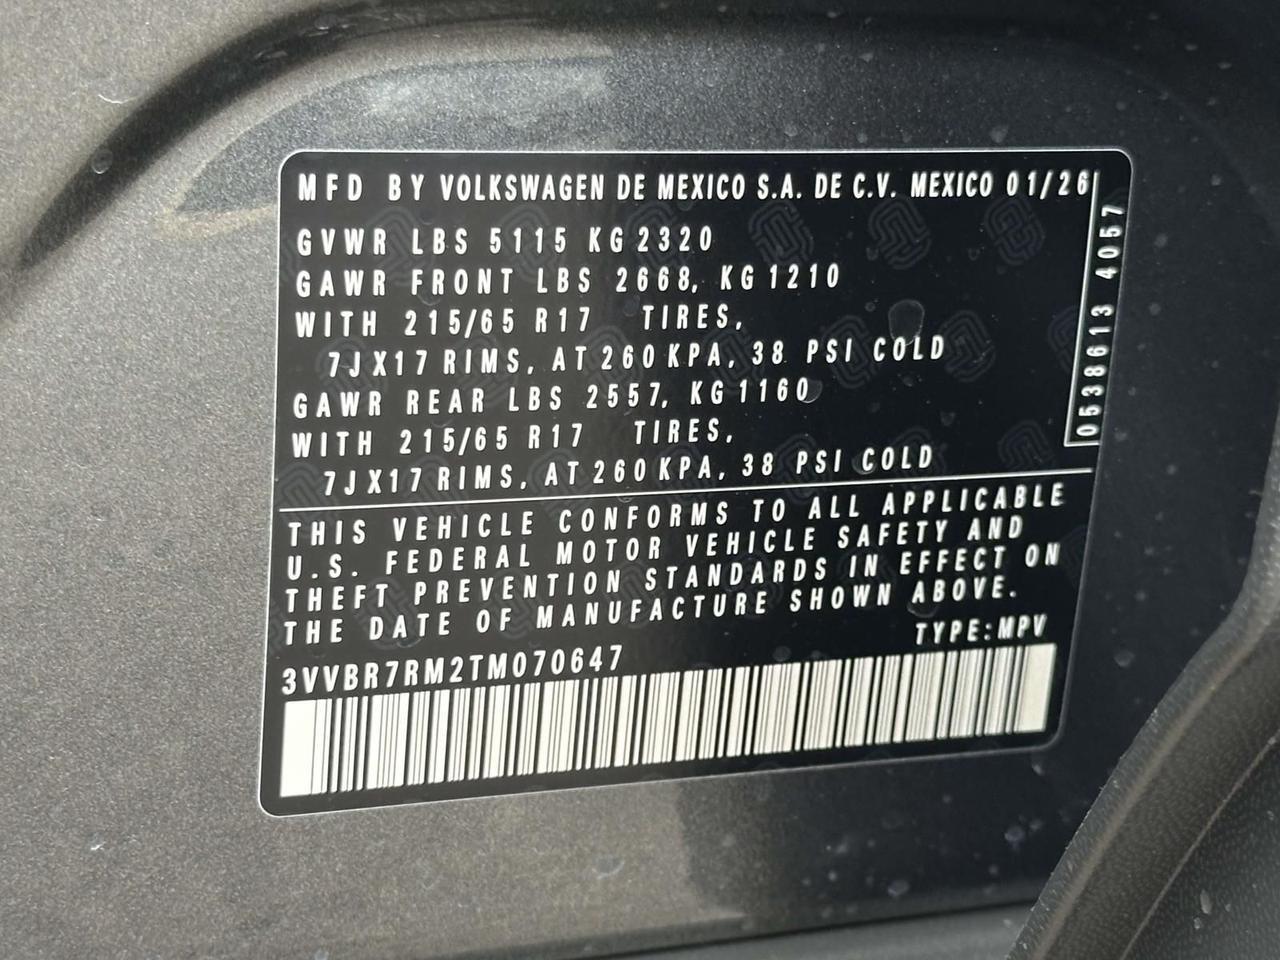 MFD BY VOLKSWAGEN DE MEXICO S.A. DE C.V. MEXICO 01/26
GVWR LBS 5115 KG 2320
GAWR FRONT LBS 2668, KG 1210
WITH 215/65 R17 TIRES,
7JX17 RIMS, AT 260 KPA, 38 PSI COLD
GAWR REAR LBS 2557, KG 1160
WITH 215/65 R17 TIRES,
7JX17 RIMS, AT 260 KPA, 38 PSI COLD
0538613 4057
THIS VEHICLE CONFORMS TO ALL APPLICABLE
U.S. FEDERAL MOTOR VEHICLE SAFETY AND
THEFT PREVENTION STANDARDS IN EFFECT ON
THE DATE OF MANUFACTURE SHOWN ABOVE.
TYPE:MPV
3VVBR7RM2TM070647